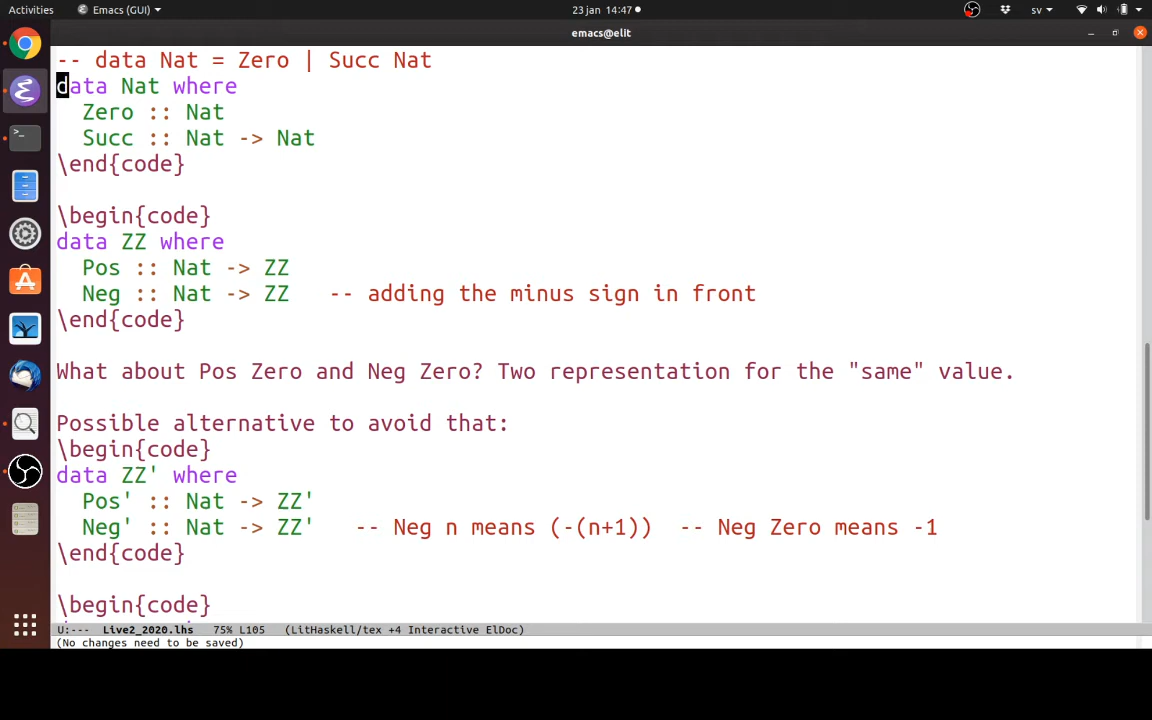 Activities
Emacs (GUI)
23 jan 14:47
sv
emacs@elit
-- data Nat = Zero | Succ Nat
data Nat where
  Zero :: Nat
  Succ :: Nat -> Nat
\end{code}
\begin{code}
data ZZ where
  Pos :: Nat -> ZZ
  Neg :: Nat -> ZZ   -- adding the minus sign in front
\end{code}
What about Pos Zero and Neg Zero? Two representation for the "same" value.
Possible alternative to avoid that:
\begin{code}
data ZZ' where
  Pos' :: Nat -> ZZ'
  Neg' :: Nat -> ZZ'   -- Neg n means (-(n+1))  -- Neg Zero means -1
\end{code}
\begin{code}
U:---  Live2_2020.lhs   75% L105   (LitHaskell/tex +4 Interactive ElDoc)
(No changes need to be saved)